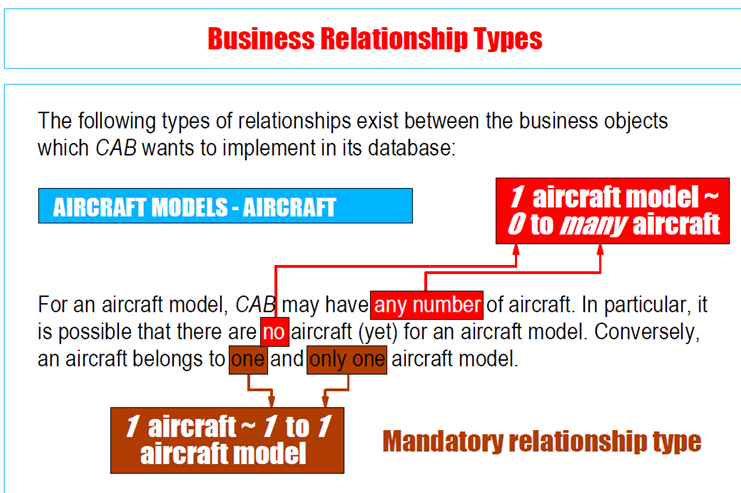 Business Relationship Types
The following types of relationships exist between the business objects
which CAB wants to implement in its database:
1 aircraft model ~
0 to many aircraft
AIRCRAFT MODELS - AIRCRAFT
For an aircraft model, CAB may have any number of aircraft. In particular, it
is possible that there are no aircraft (yet) for an aircraft model. Conversely,
an aircraft belongs to one and only one aircraft model.
1 aircraft ~ 1 to 1
aircraft model
Mandatory relationship type